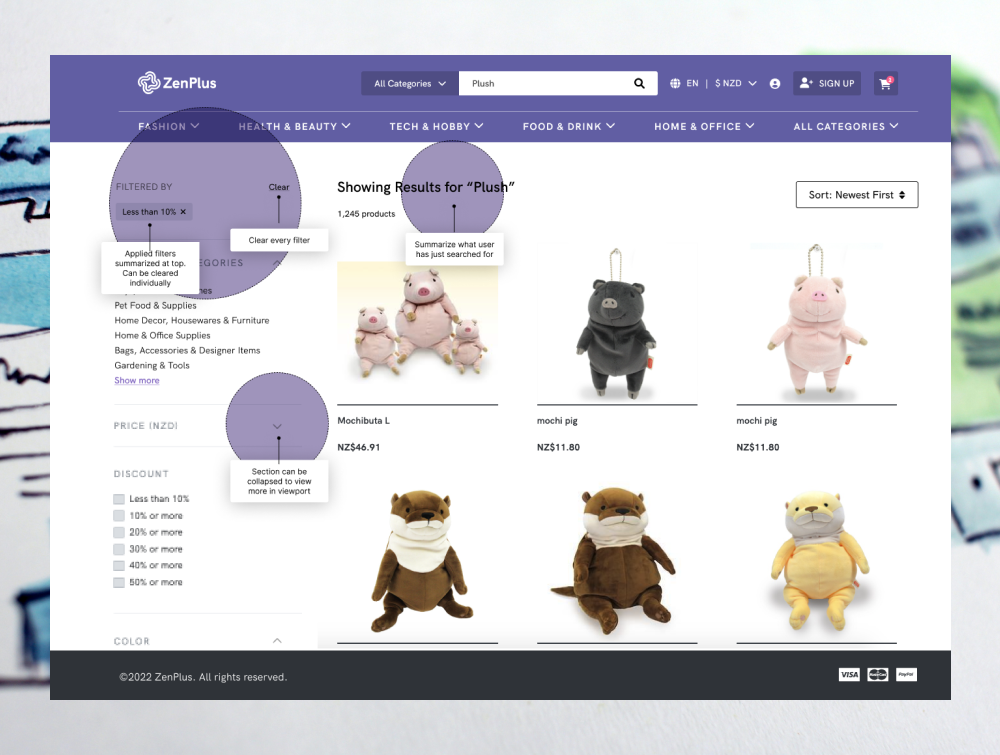 ZenPlus
All Categories
Plush
EN | $ NZD
SIGN UP
FASHION
HEALTH & BEAUTY
TECH & HOBBY
FOOD & DRINK
HOME & OFFICE
ALL CATEGORIES
FILTERED BY
Clear
Less than 10% ×
Clear every filter
Applied filters
summarized at top.
Can be cleared
individually
Pet Food & Supplies
Home Decor, Housewares & Furniture
Home & Office Supplies
Bags, Accessories & Designer Items
Gardening & Tools
Show more
PRICE (NZD)
Section can be
collapsed to view
more in viewport
DISCOUNT
Less than 10%
10% or more
20% or more
30% or more
40% or more
50% or more
COLOR
Showing Results for “Plush”
1,245 products
Summarize what user
has just searched for
Sort: Newest First
Mochibuta L
NZ$46.91
mochi pig
NZ$11.80
mochi pig
NZ$11.80
©2022 ZenPlus. All rights reserved.
VISA
MasterCard
PayPal